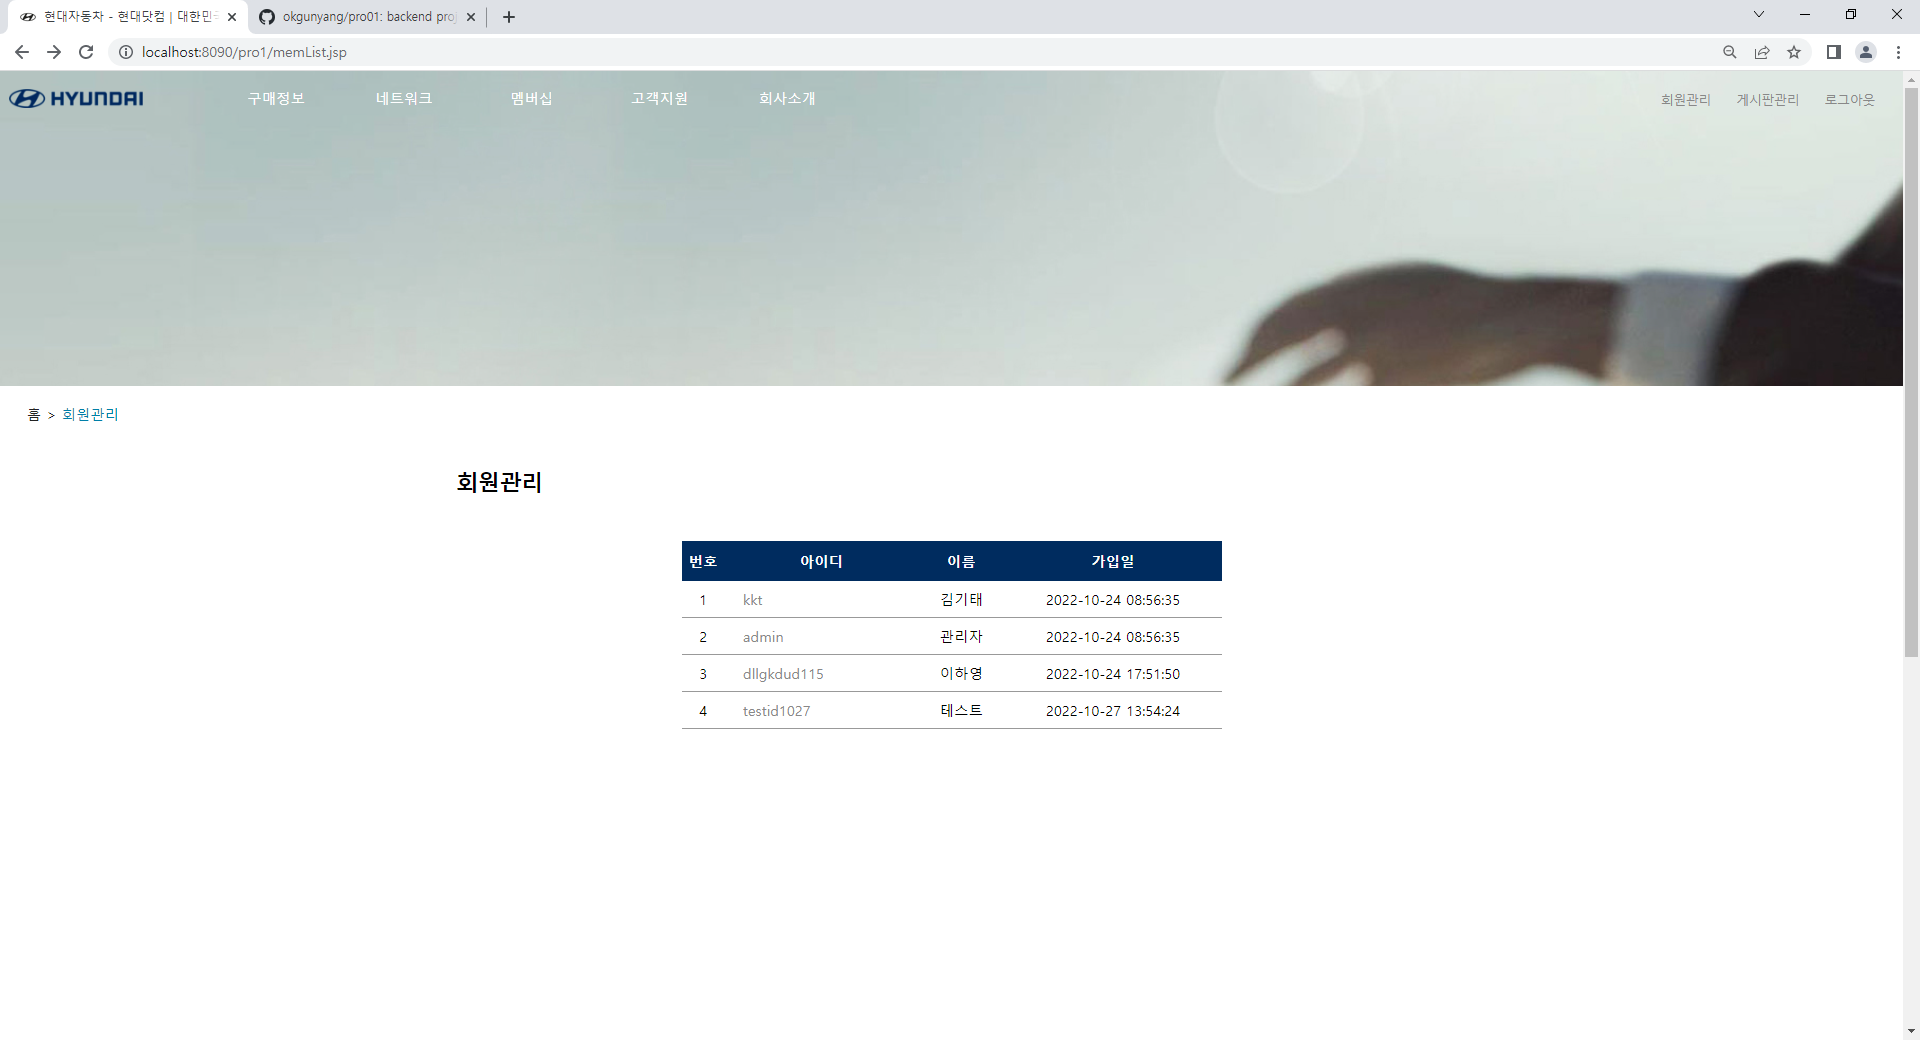 현대자동차 - 현대닷컴 | 대한민국
okgunyang/pro01: backend pro
localhost:8090/pro1/memList.jsp
HYUNDAI 구매정보 네트워크 멤버십 고객지원 회사소개 회원관리 게시판관리 로그아웃
홈 > 회원관리
회원관리
번호 아이디 이름 가입일
1 kkt 김기태 2022-10-24 08:56:35
2 admin 관리자 2022-10-24 08:56:35
3 dllgkdud115 이하영 2022-10-24 17:51:50
4 testid1027 테스트 2022-10-27 13:54:24